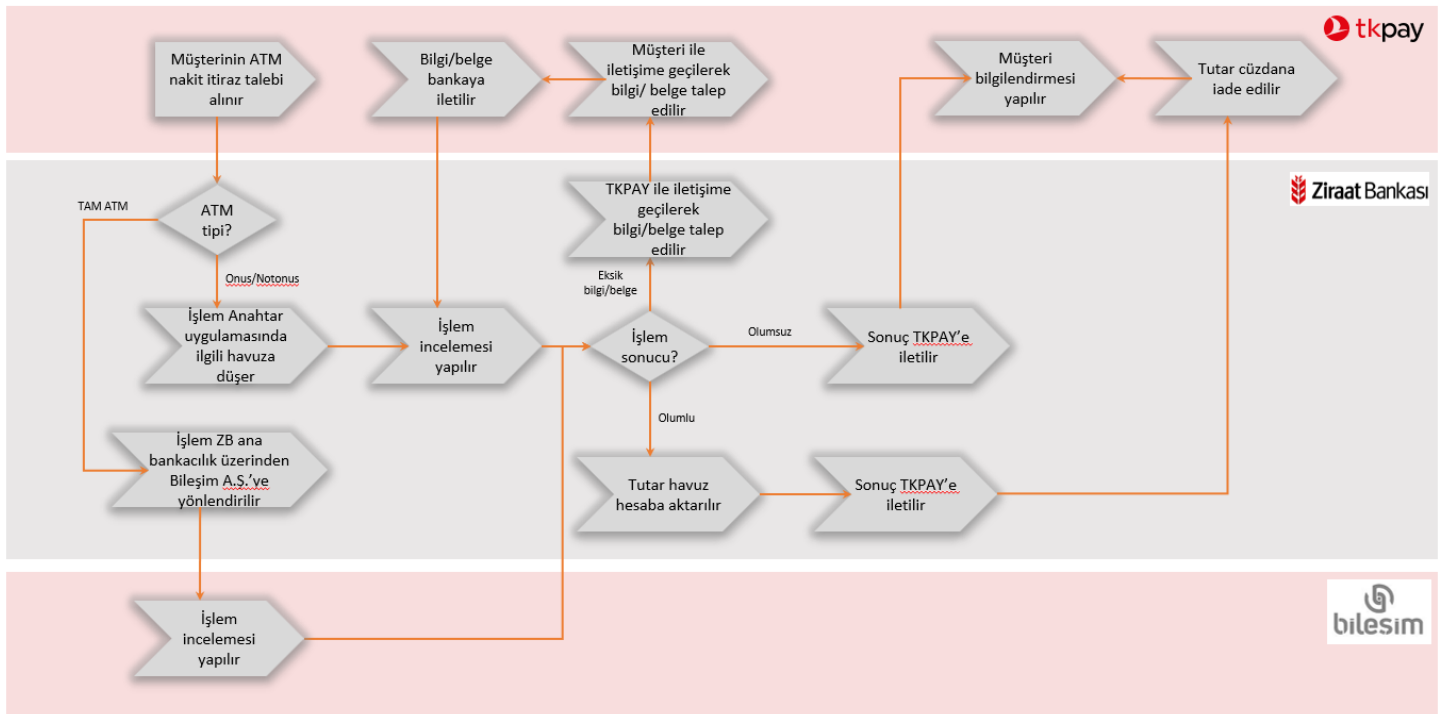 tkpay
Müşterinin ATM
nakit itiraz talebi
alınır
Bilgi/belge
bankaya
iletilir
Müşteri ile
iletişime geçilerek
bilgi/ belge talep
edilir
Müşteri
bilgilendirmesi
yapılır
Tutar cüzdana
iade edilir
Ziraat Bankası
TAM ATM
ATM
tipi?
Onus/Notonus
TKPAY ile iletişime
geçilerek
bilgi/belge talep
edilir
Eksik
bilgi/belge
İşlem Anahtar
uygulamasında
ilgili havuza
düşer
İşlem
incelemesi
yapılır
İşlem
sonucu?
Olumsuz
Sonuç TKPAY'e
iletilir
Olumlu
İşlem ZB ana
bankacılık üzerinden
Bileşim A.Ş.'ye
yönlendirilir
Tutar havuz
hesaba aktarılır
Sonuç TKPAY'e
iletilir
İşlem
incelemesi
yapılır
bilesim